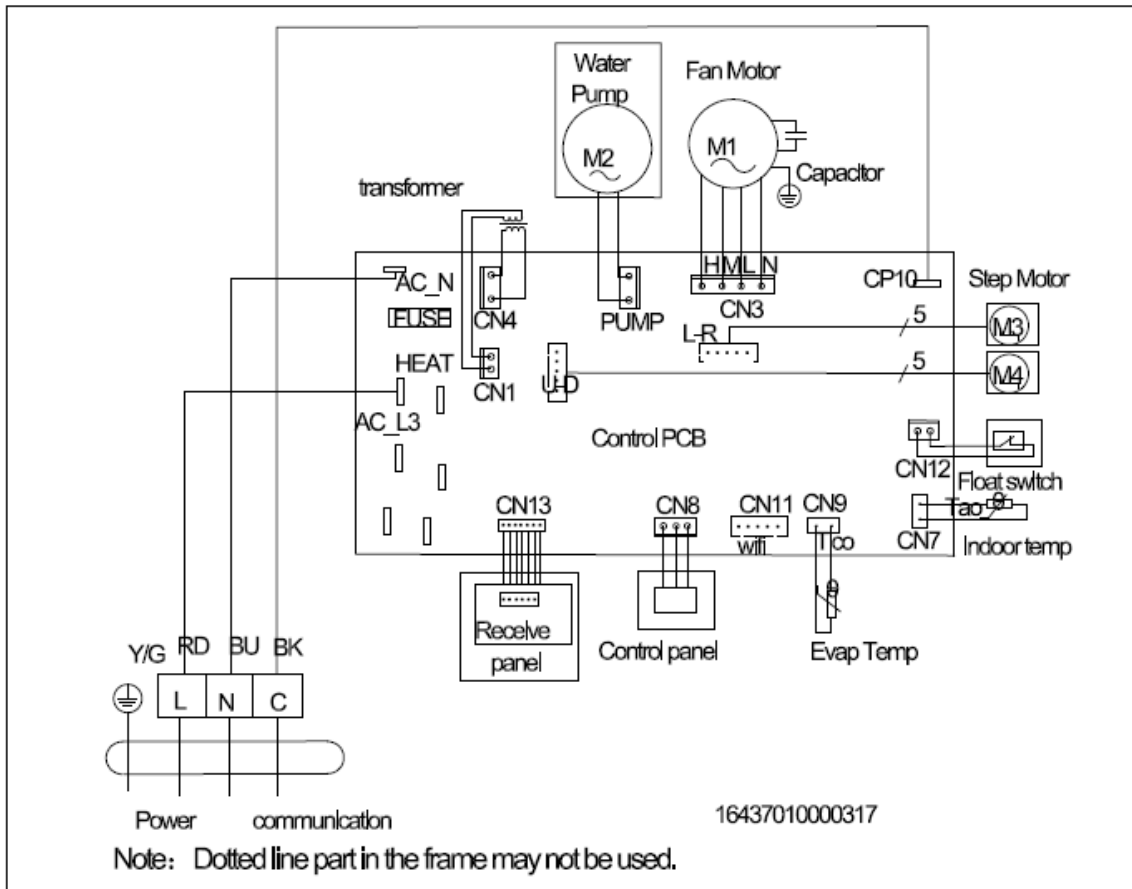 Water
Pump
M2
Fan Motor
M1
Capacitor
transformer
AC_N
FUSE
CN4
PUMP
H M L N
CN3
CP10
Step Motor
L-R
5
M3
HEAT
CN1
U-D
5
M4
AC_L3
Control PCB
CN12
Float switch
CN13
CN8
CN11
wifi
CN9
Tco
CN7
Tao
θ
Indoor temp
Receive
panel
Control panel
θ
Evap Temp
Y/G
RD
BU
BK
L
N
C
Power
communication
16437010000317
Note: Dotted line part in the frame may not be used.